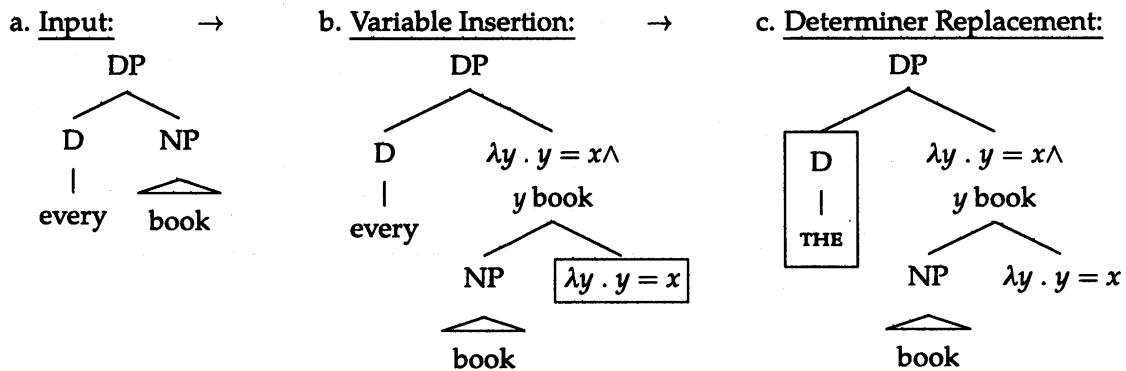 a. Input: → b. Variable Insertion: → c. Determiner Replacement:
DP DP DP
D NP D λy . y = x∧ D λy . y = x∧
every book every y book THE y book
NP λy . y = x NP λy . y = x
book book